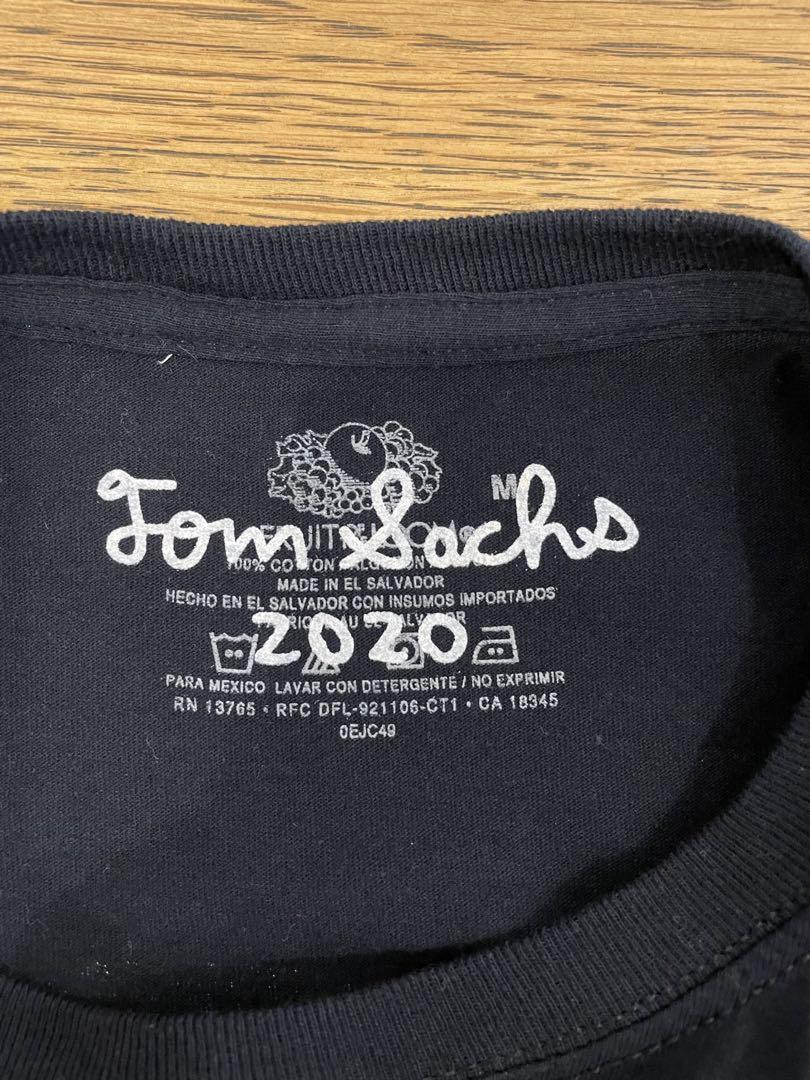 M
Tom Sachs
MADE IN EL SALVADOR
HECHO EN EL SALVADOR CON INSUMOS IMPORTADOS
2020
PARA MEXICO LAVAR CON DETERGENTE / NO EXPRIMIR
RN 13765 • RFC DFL-921106-CT1 • CA 18345
0EJC49